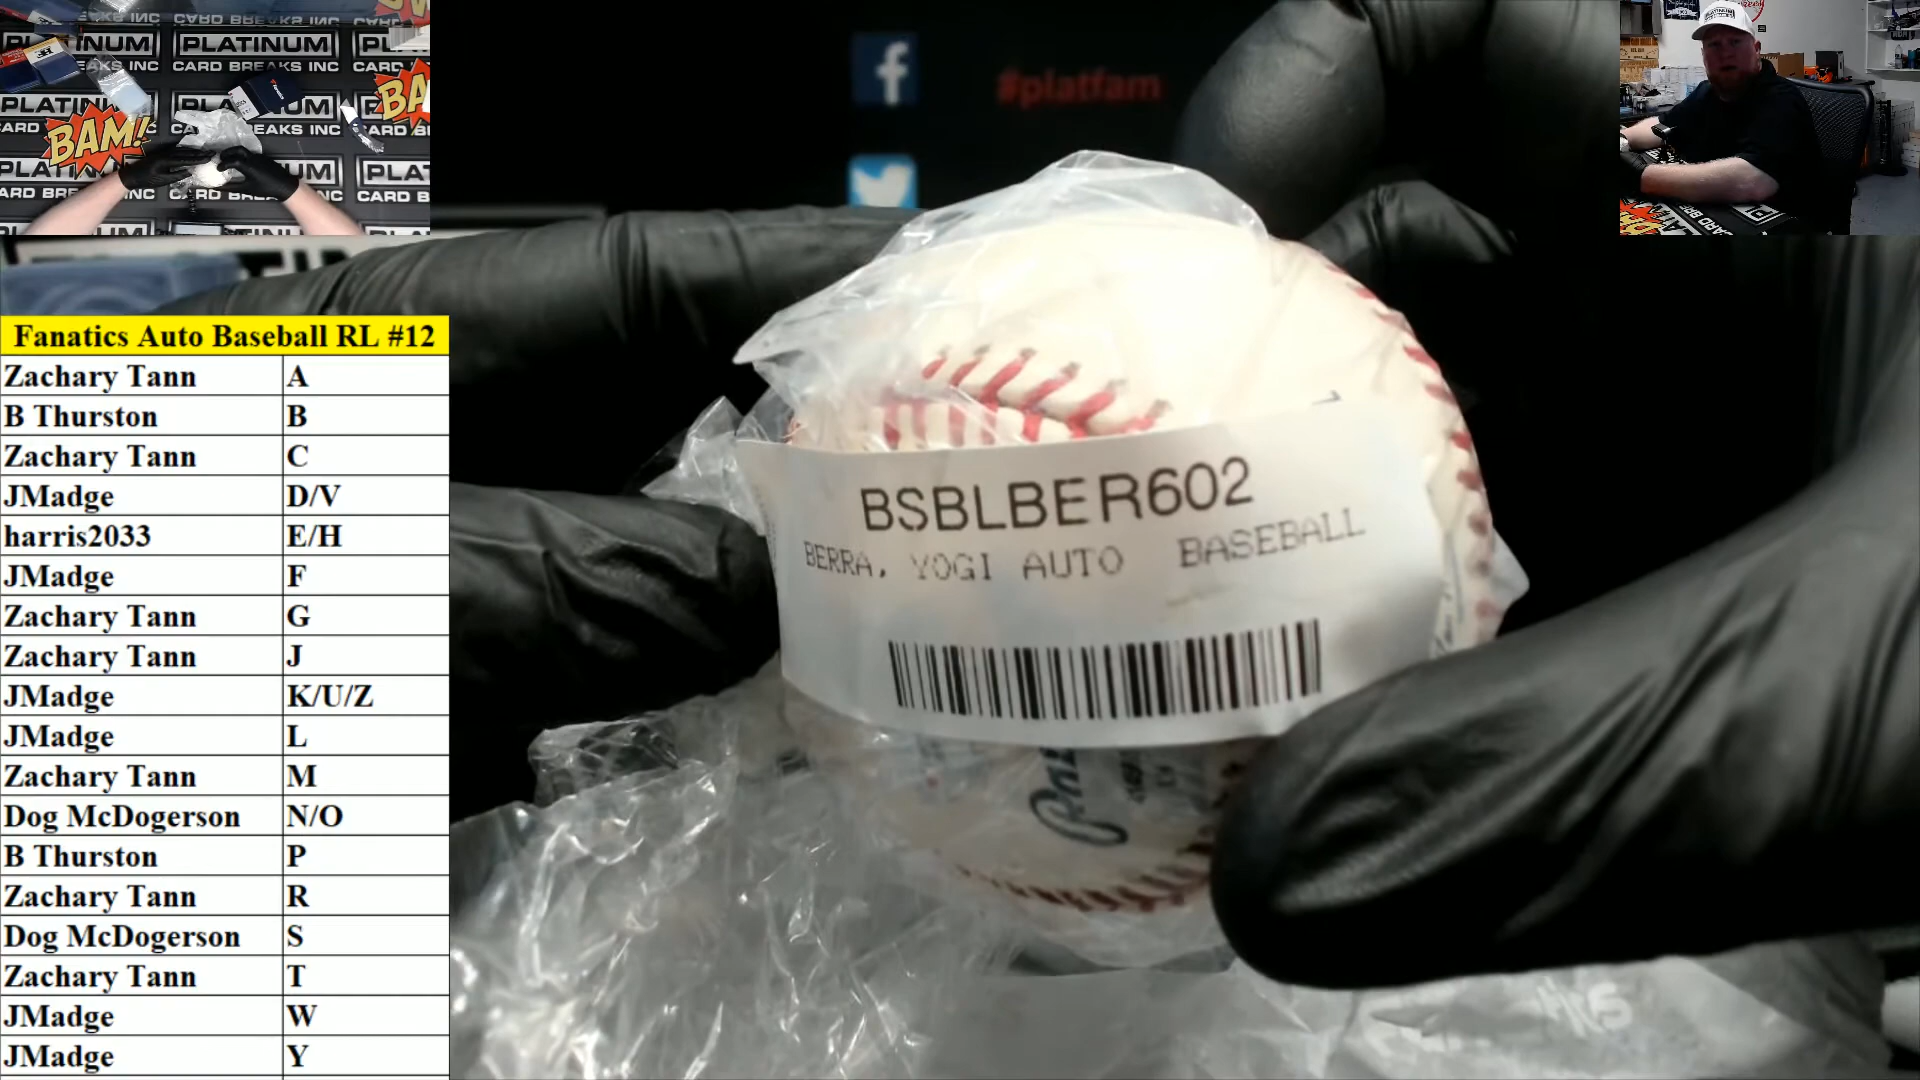 PLATINUM
CARD BREAKS INC
BAM!
#platfam
Fanatics Auto Baseball RL #12
Zachary Tann A
B Thurston B
Zachary Tann C
JMadge D/V
harris2033 E/H
JMadge F
Zachary Tann G
Zachary Tann J
JMadge K/U/Z
JMadge L
Zachary Tann M
Dog McDogerson N/O
B Thurston P
Zachary Tann R
Dog McDogerson S
Zachary Tann T
JMadge W
JMadge Y
BSBLBER602
BERRA, YOGI AUTO BASEBALL